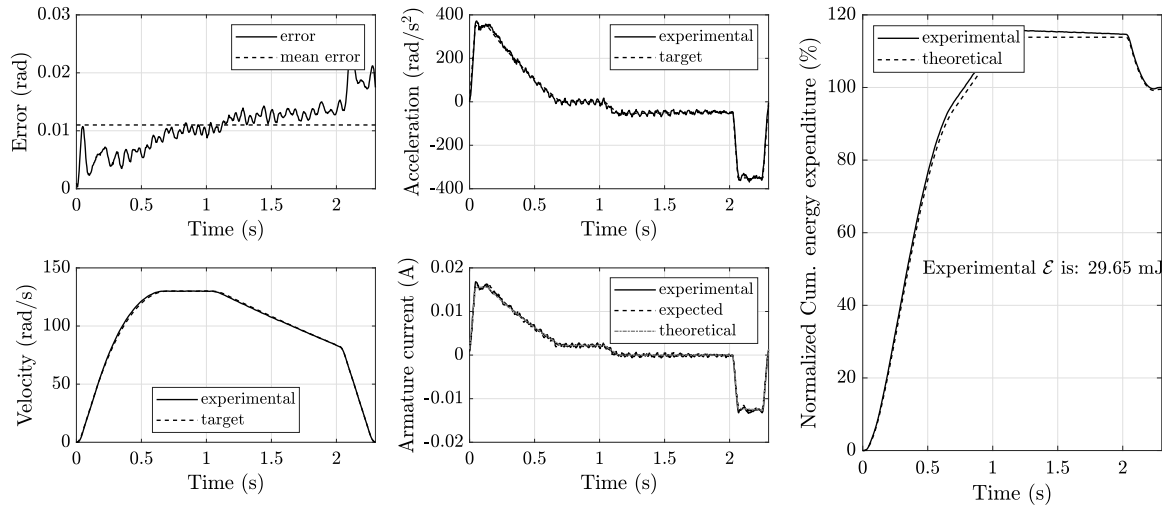 0.03
0.02
0.01
0
Error (rad)
error
mean error
0
0.5
1
1.5
2
Time (s)
400
200
0
-200
-400
Acceleration (rad/s²)
experimental
target
0
0.5
1
1.5
2
Time (s)
150
100
50
0
Velocity (rad/s)
experimental
target
0
0.5
1
1.5
2
Time (s)
0.02
0.01
0
-0.01
-0.02
Armature current (A)
experimental
expected
theoretical
0
0.5
1
1.5
2
Time (s)
120
100
80
60
40
20
0
Normalized Cum. energy expenditure (%)
experimental
theoretical
Experimental ℰ is: 29.65 mJ
0
0.5
1
1.5
2
Time (s)